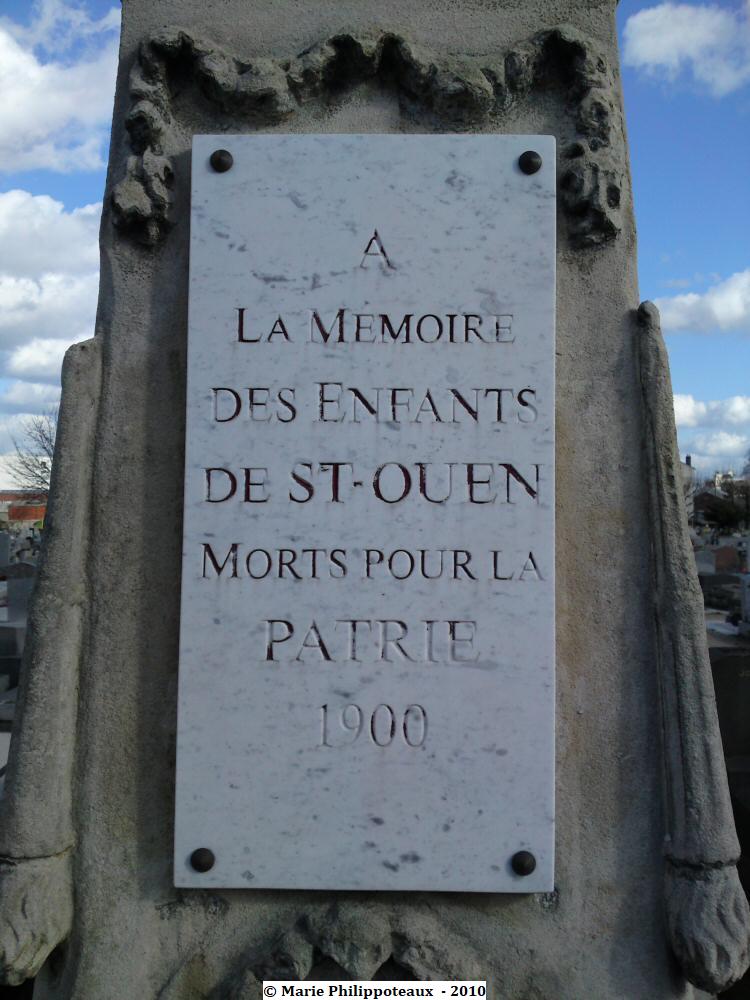 A
LA MEMOIRE
DES ENFANTS
DE ST-OUEN
MORTS POUR LA
PATRIE
1900
© Marie Philippoteaux - 2010